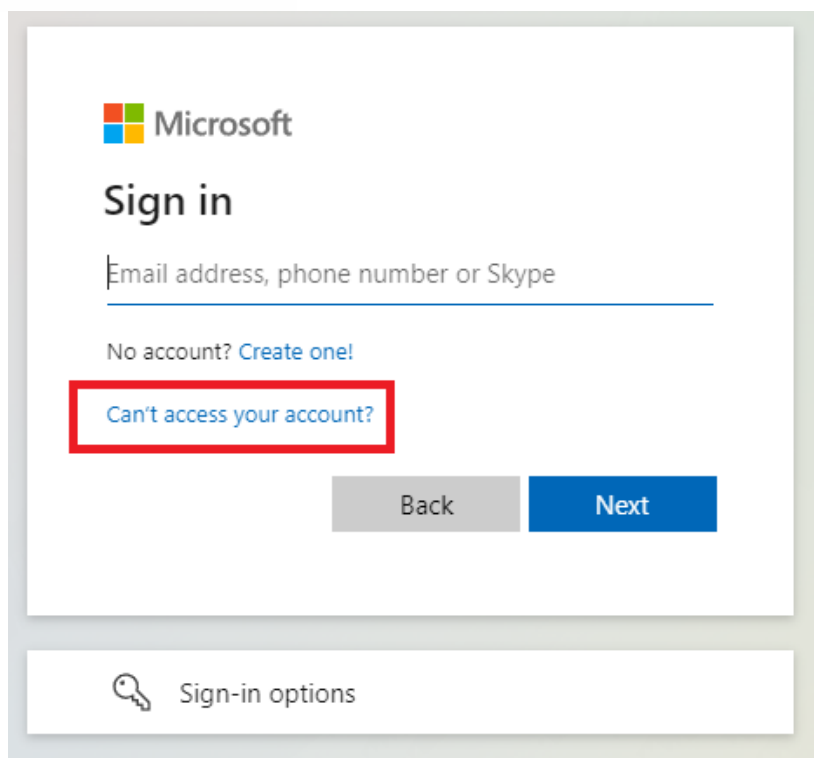 Microsoft
Sign in
Email address, phone number or Skype
No account? Create one!
Can't access your account?
Back
Next
Sign-in options